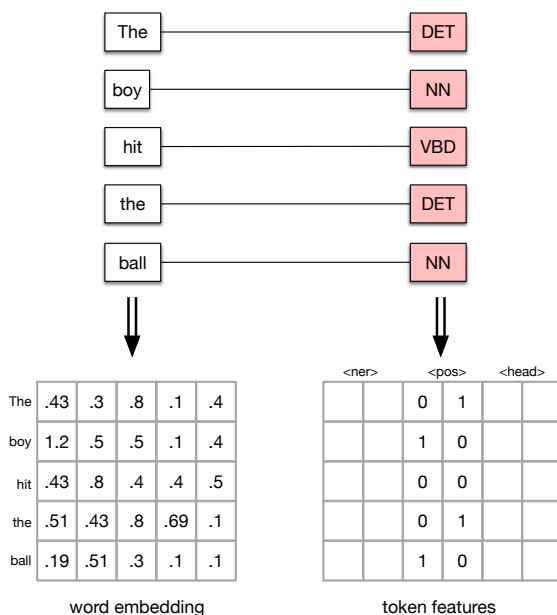 The DET
boy NN
hit VBD
the DET
ball NN
<ner> <pos> <head>
The .43 .3 .8 .1 .4 0 1
boy 1.2 .5 .5 .1 .4 1 0
hit .43 .8 .4 .4 .5 0 0
the .51 .43 .8 .69 .1 0 1
ball .19 .51 .3 .1 .1 1 0
word embedding token features